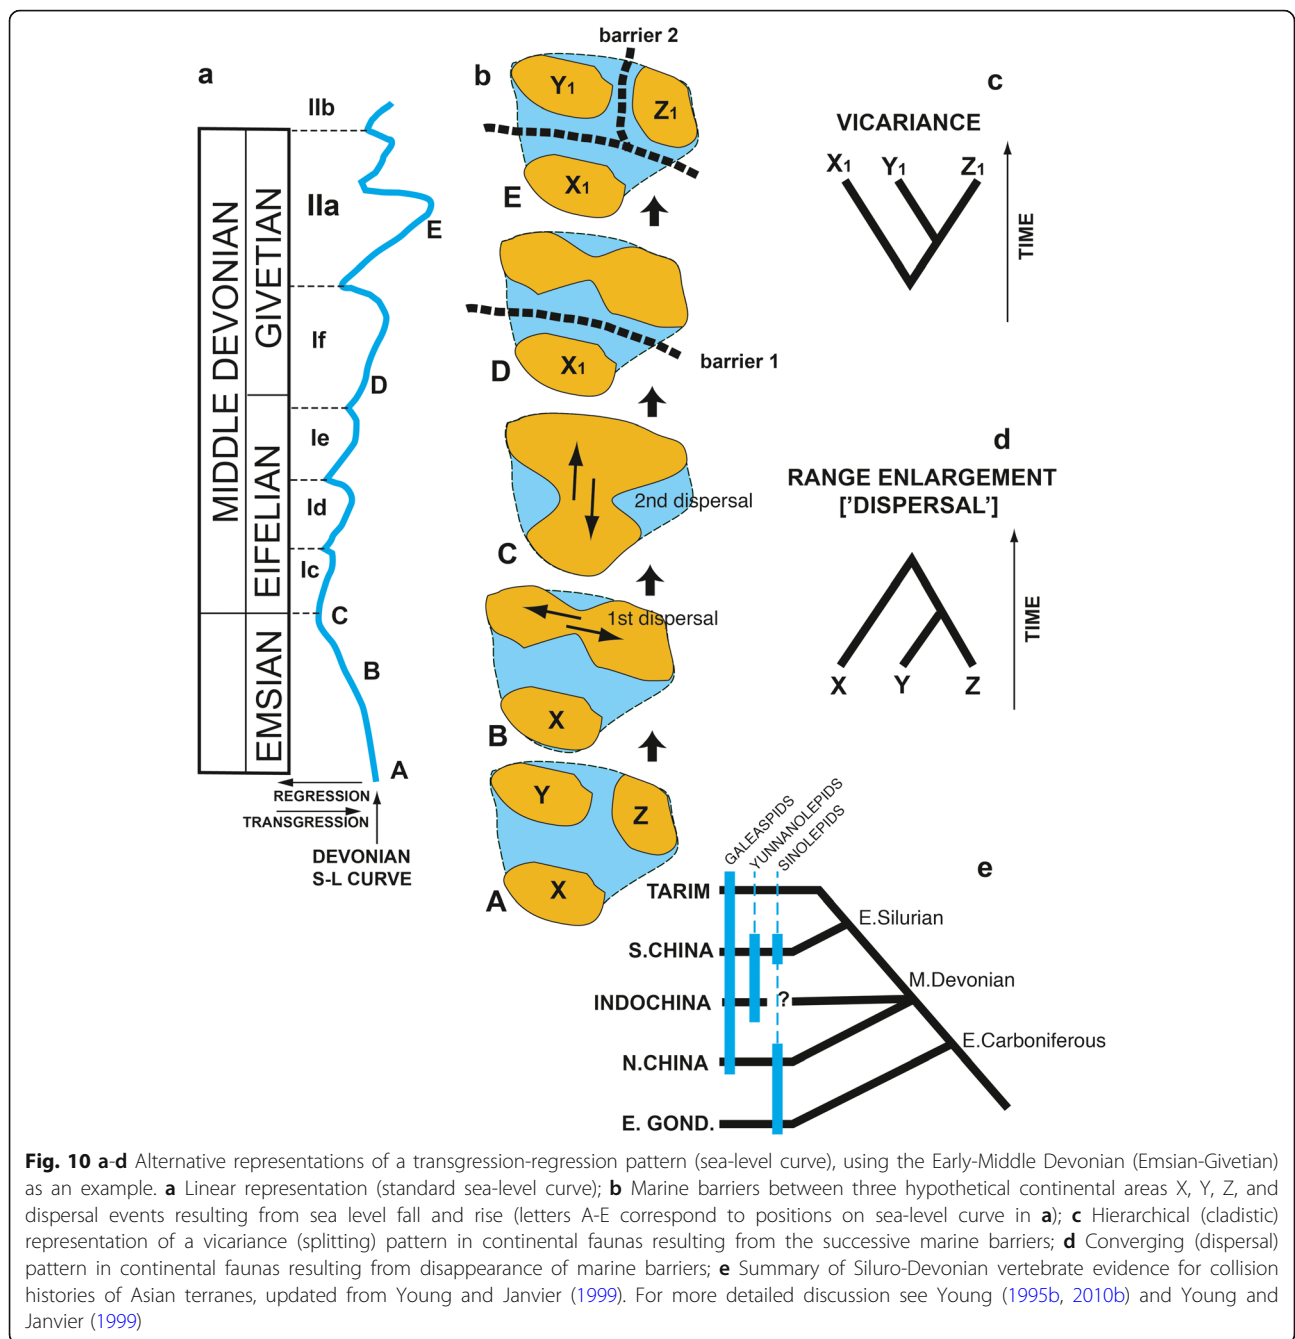 a
IIb
MIDDLE DEVONIAN
GIVETIAN
EIFELIAN
EMSIAN
IIa
E
If
D
Ie
Id
Ic
C
B
A
REGRESSION
TRANSGRESSION
DEVONIAN
S-L CURVE
b
barrier 2
Y1
Z1
X1
E
X1
D
barrier 1
2nd dispersal
C
1st dispersal
X
B
Y
Z
X
A
c
VICARIANCE
X1 Y1 Z1
TIME
d
RANGE ENLARGEMENT
['DISPERSAL']
TIME
X Y Z
e
GALEASPIDS
YUNNANOLEPIDS
SINOLEPIDS
TARIM
E.Silurian
S.CHINA
M.Devonian
INDOCHINA
?
E.Carboniferous
N.CHINA
E. GOND.
Fig. 10 a-d Alternative representations of a transgression-regression pattern (sea-level curve), using the Early-Middle Devonian (Emsian-Givetian)
as an example. a Linear representation (standard sea-level curve); b Marine barriers between three hypothetical continental areas X, Y, Z, and
dispersal events resulting from sea level fall and rise (letters A-E correspond to positions on sea-level curve in a); c Hierarchical (cladistic)
representation of a vicariance (splitting) pattern in continental faunas resulting from the successive marine barriers; d Converging (dispersal)
pattern in continental faunas resulting from disappearance of marine barriers; e Summary of Siluro-Devonian vertebrate evidence for collision
histories of Asian terranes, updated from Young and Janvier (1999). For more detailed discussion see Young (1995b, 2010b) and Young and
Janvier (1999)